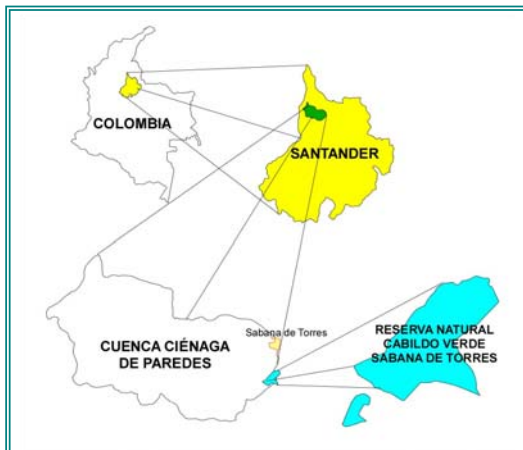 COLOMBIA
SANTANDER
Sabana de Torres
CUENCA CIÉNAGA
DE PAREDES
RESERVA NATURAL
CABILDO VERDE
SABANA DE TORRES